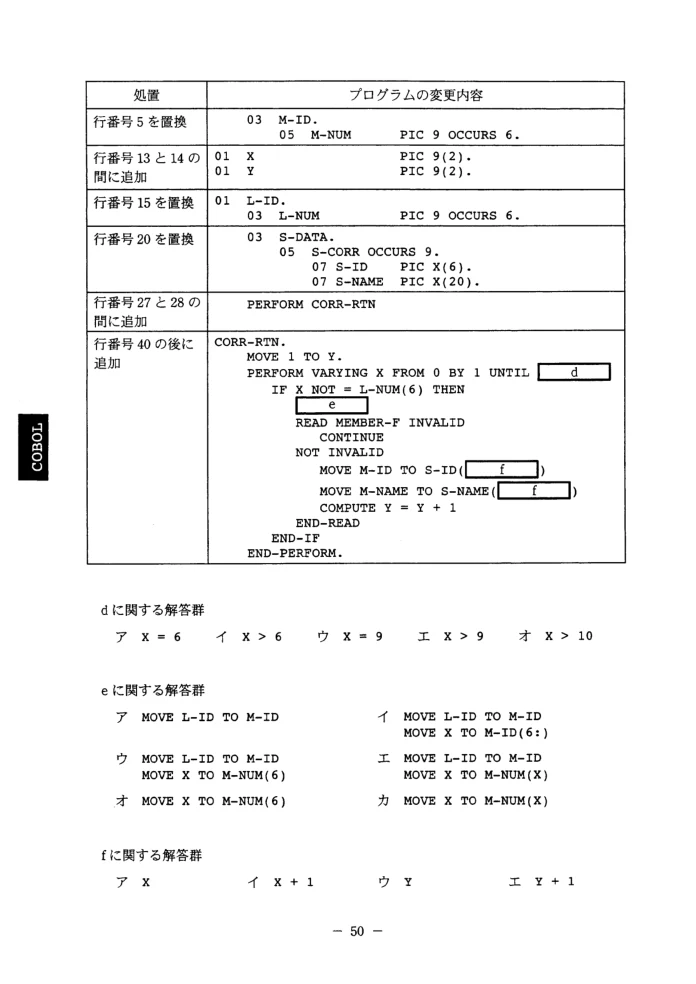 処置 プログラムの変更内容
行番号 5 を置換 03 M-ID.
05 M-NUM PIC 9 OCCURS 6.
行番号 13 と 14 の 01 X PIC 9(2).
間に追加 01 Y PIC 9(2).
行番号 15 を置換 01 L-ID.
03 L-NUM PIC 9 OCCURS 6.
行番号 20 を置換 03 S-DATA.
05 S-CORR OCCURS 9.
07 S-ID PIC X(6).
07 S-NAME PIC X(20).
行番号 27 と 28 の PERFORM CORR-RTN
間に追加
行番号 40 の後に CORR-RTN.
追加 MOVE 1 TO Y.
PERFORM VARYING X FROM 0 BY 1 UNTIL d
IF X NOT = L-NUM(6) THEN
e
READ MEMBER-F INVALID
CONTINUE
NOT INVALID
MOVE M-ID TO S-ID( f )
MOVE M-NAME TO S-NAME( f )
COMPUTE Y = Y + 1
END-READ
END-IF
END-PERFORM.
COBOL
d に関する解答群
ア X = 6 イ X > 6 ウ X = 9 エ X > 9 オ X > 10
e に関する解答群
ア MOVE L-ID TO M-ID イ MOVE L-ID TO M-ID
MOVE X TO M-ID(6:)
ウ MOVE L-ID TO M-ID エ MOVE L-ID TO M-ID
MOVE X TO M-NUM(6) MOVE X TO M-NUM(X)
オ MOVE X TO M-NUM(6) カ MOVE X TO M-NUM(X)
f に関する解答群
ア X イ X + 1 ウ Y エ Y + 1
- 50 -